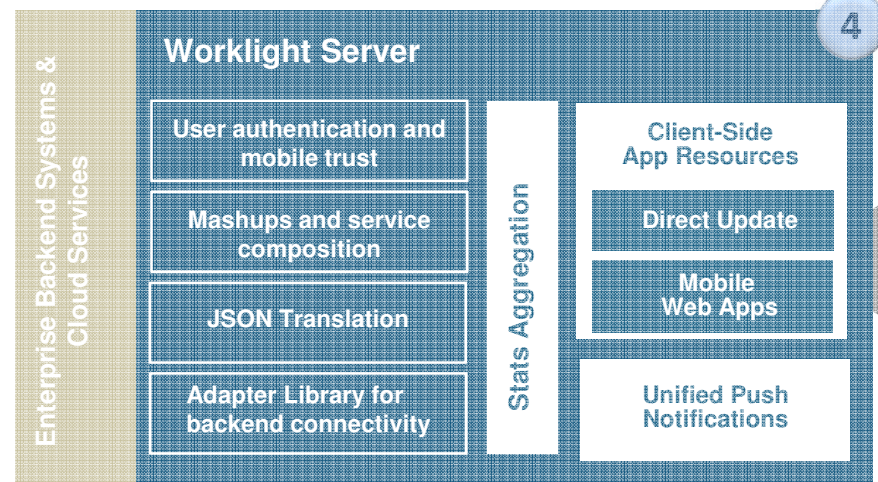 4
Worklight Server
Enterprise Backend Systems &
Cloud Services
User authentication and
mobile trust
Mashups and service
composition
JSON Translation
Adapter Library for
backend connectivity
Stats Aggregation
Client-Side
App Resources
Direct Update
Mobile
Web Apps
Unified Push
Notifications